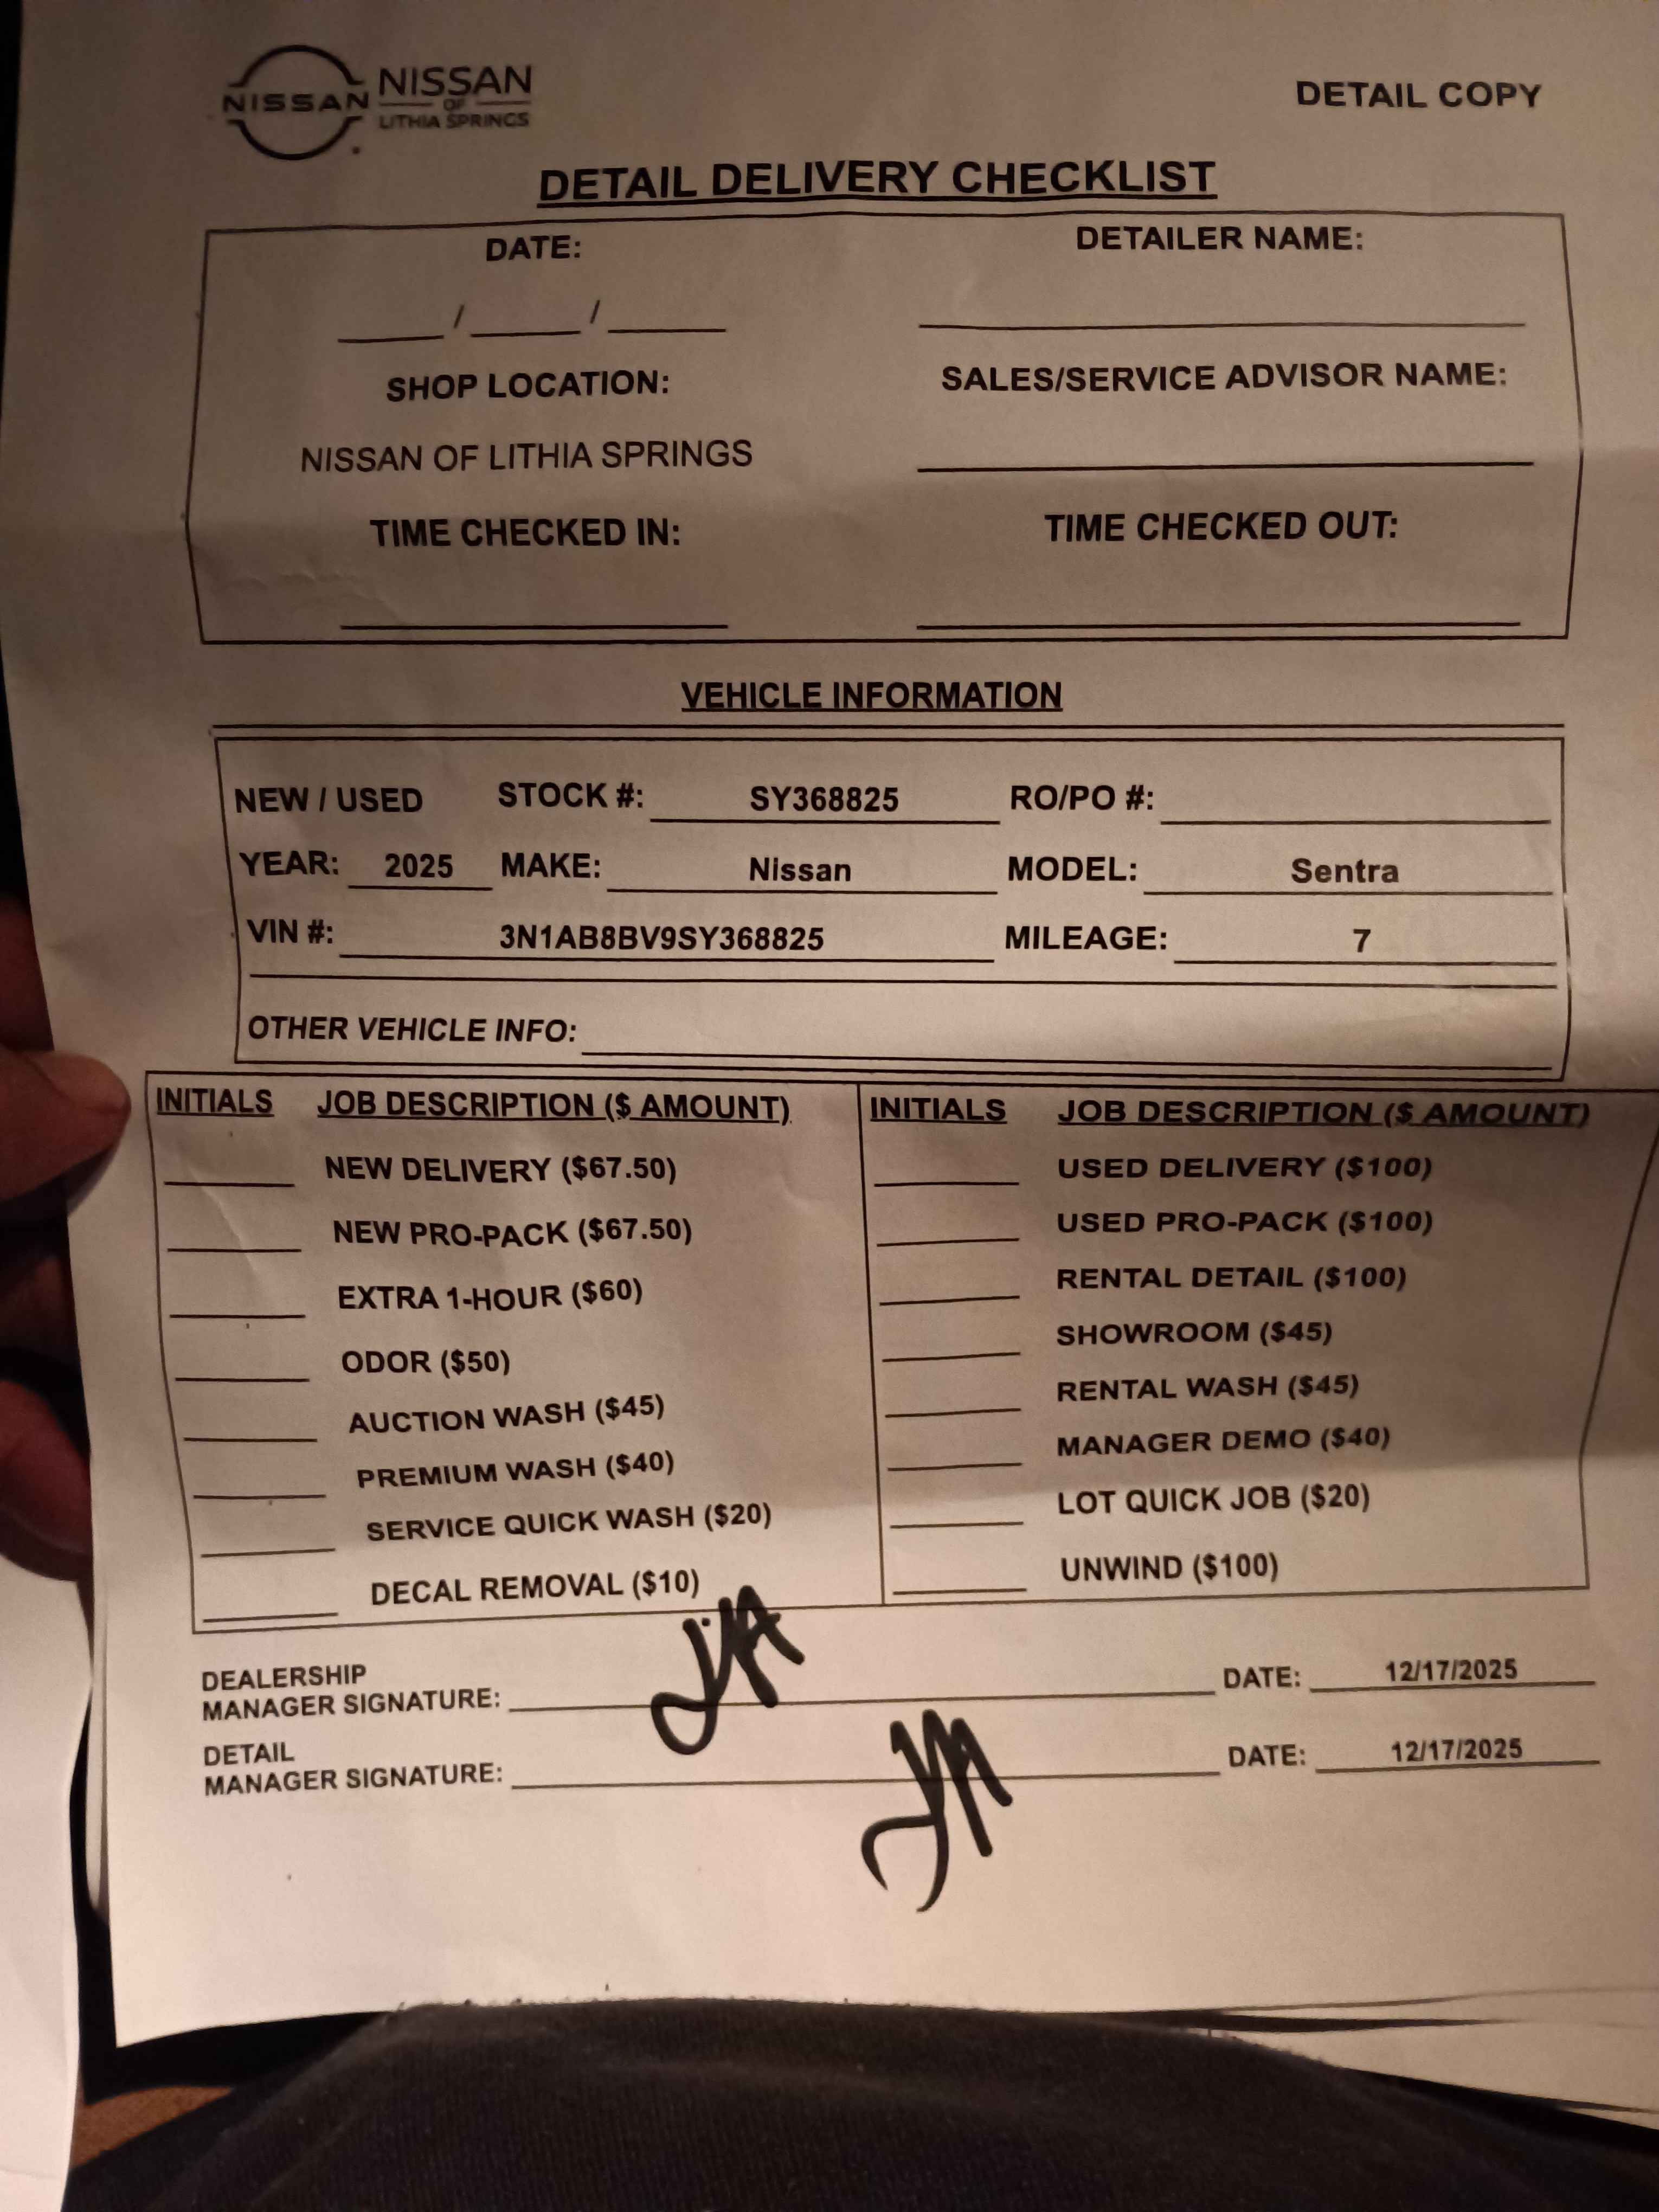 NISSAN
NISSAN
OF
LITHIA SPRINGS
DETAIL COPY
DETAIL DELIVERY CHECKLIST
DATE:
DETAILER NAME:
____ / ____ / ____
SHOP LOCATION:
SALES/SERVICE ADVISOR NAME:
NISSAN OF LITHIA SPRINGS
TIME CHECKED IN:
TIME CHECKED OUT:
VEHICLE INFORMATION
NEW / USED STOCK #: SY368825 RO/PO #:
YEAR: 2025 MAKE: Nissan MODEL: Sentra
VIN #: 3N1AB8BV9SY368825 MILEAGE: 7
OTHER VEHICLE INFO:
INITIALS JOB DESCRIPTION ($ AMOUNT)
NEW DELIVERY ($67.50)
NEW PRO-PACK ($67.50)
EXTRA 1-HOUR ($60)
ODOR ($50)
AUCTION WASH ($45)
PREMIUM WASH ($40)
SERVICE QUICK WASH ($20)
DECAL REMOVAL ($10)
INITIALS JOB DESCRIPTION ($ AMOUNT)
USED DELIVERY ($100)
USED PRO-PACK ($100)
RENTAL DETAIL ($100)
SHOWROOM ($45)
RENTAL WASH ($45)
MANAGER DEMO ($40)
LOT QUICK JOB ($20)
UNWIND ($100)
DEALERSHIP
MANAGER SIGNATURE: DATE: 12/17/2025
DETAIL
MANAGER SIGNATURE: DATE: 12/17/2025